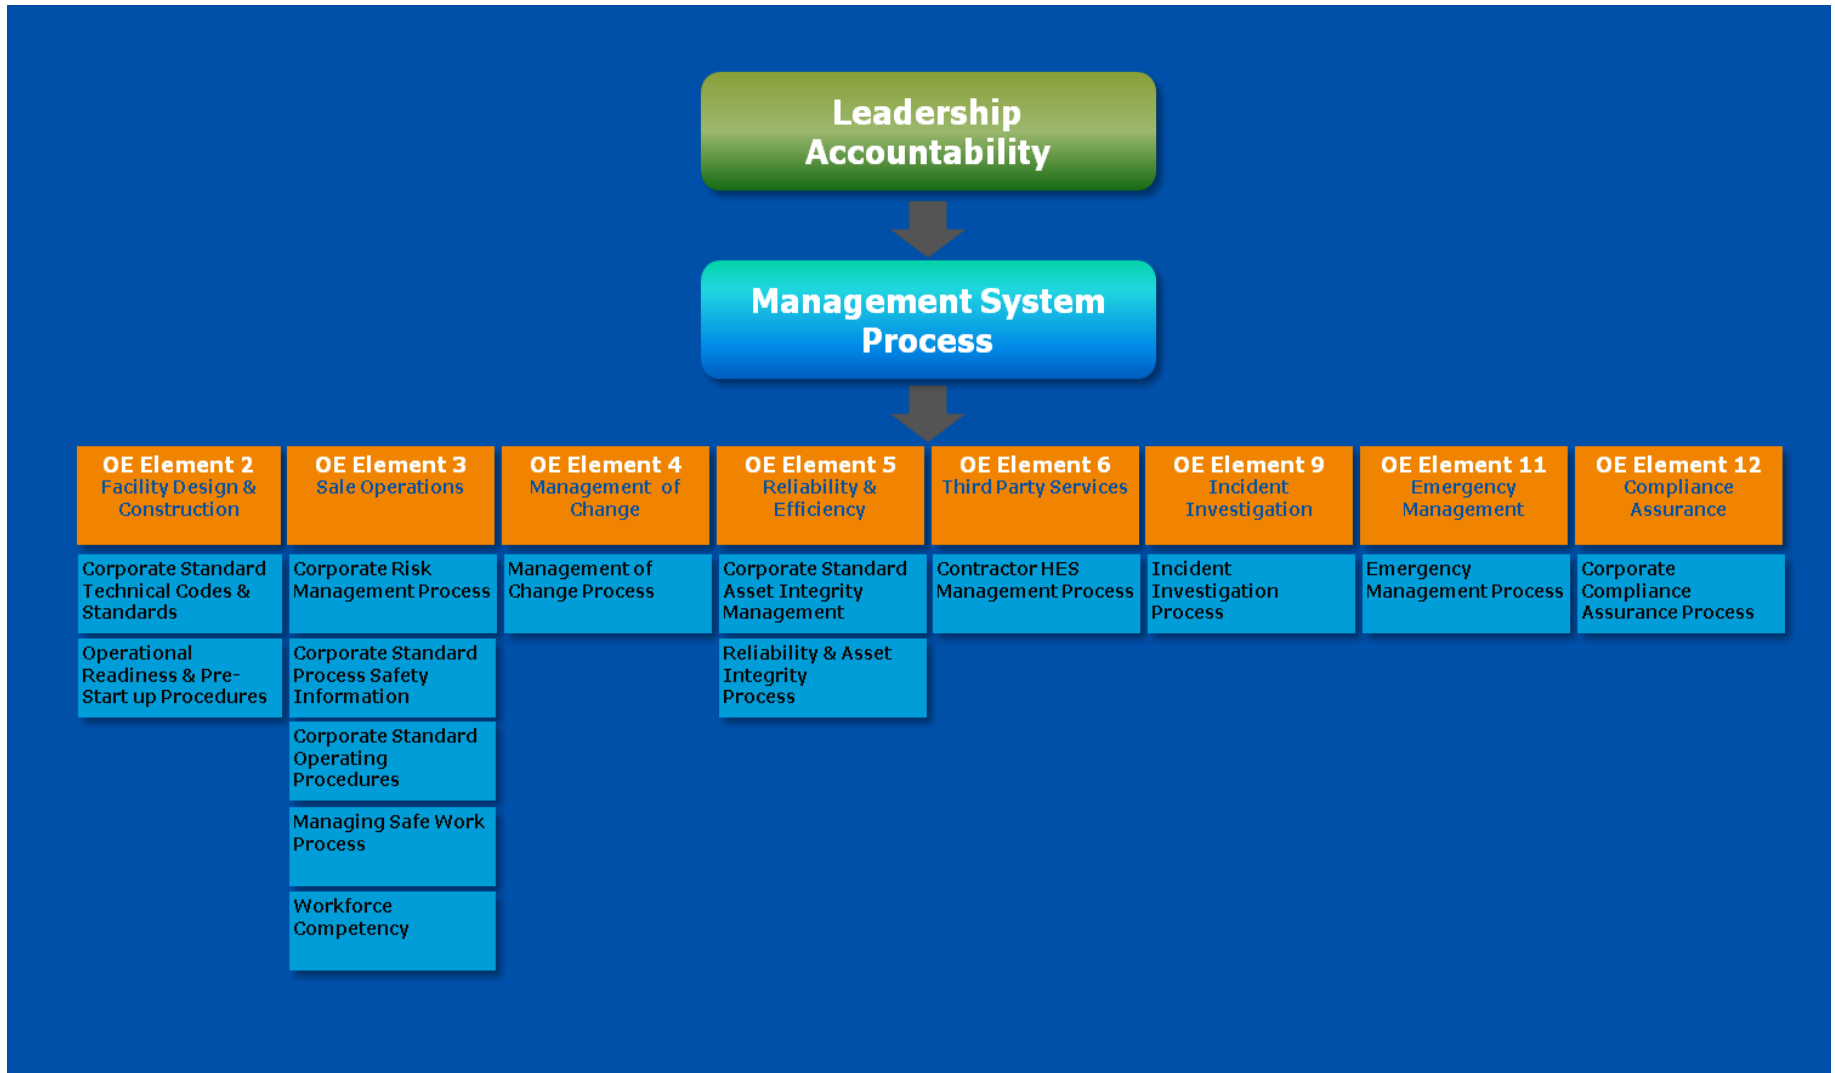 Leadership
Accountability
Management System
Process
OE Element 2
Facility Design &
Construction
Corporate Standard
Technical Codes &
Standards
Operational
Readiness & Pre-
Start up Procedures
OE Element 3
Sale Operations
Corporate Risk
Management Process
Corporate Standard
Process Safety
Information
Corporate Standard
Operating
Procedures
Managing Safe Work
Process
Workforce
Competency
OE Element 4
Management of
Change
Management of
Change Process
OE Element 5
Reliability &
Efficiency
Corporate Standard
Asset Integrity
Management
Reliability & Asset
Integrity
Process
OE Element 6
Third Party Services
Contractor HES
Management Process
OE Element 9
Incident
Investigation
Incident
Investigation
Process
OE Element 11
Emergency
Management
Emergency
Management Process
OE Element 12
Compliance
Assurance
Corporate
Compliance
Assurance Process